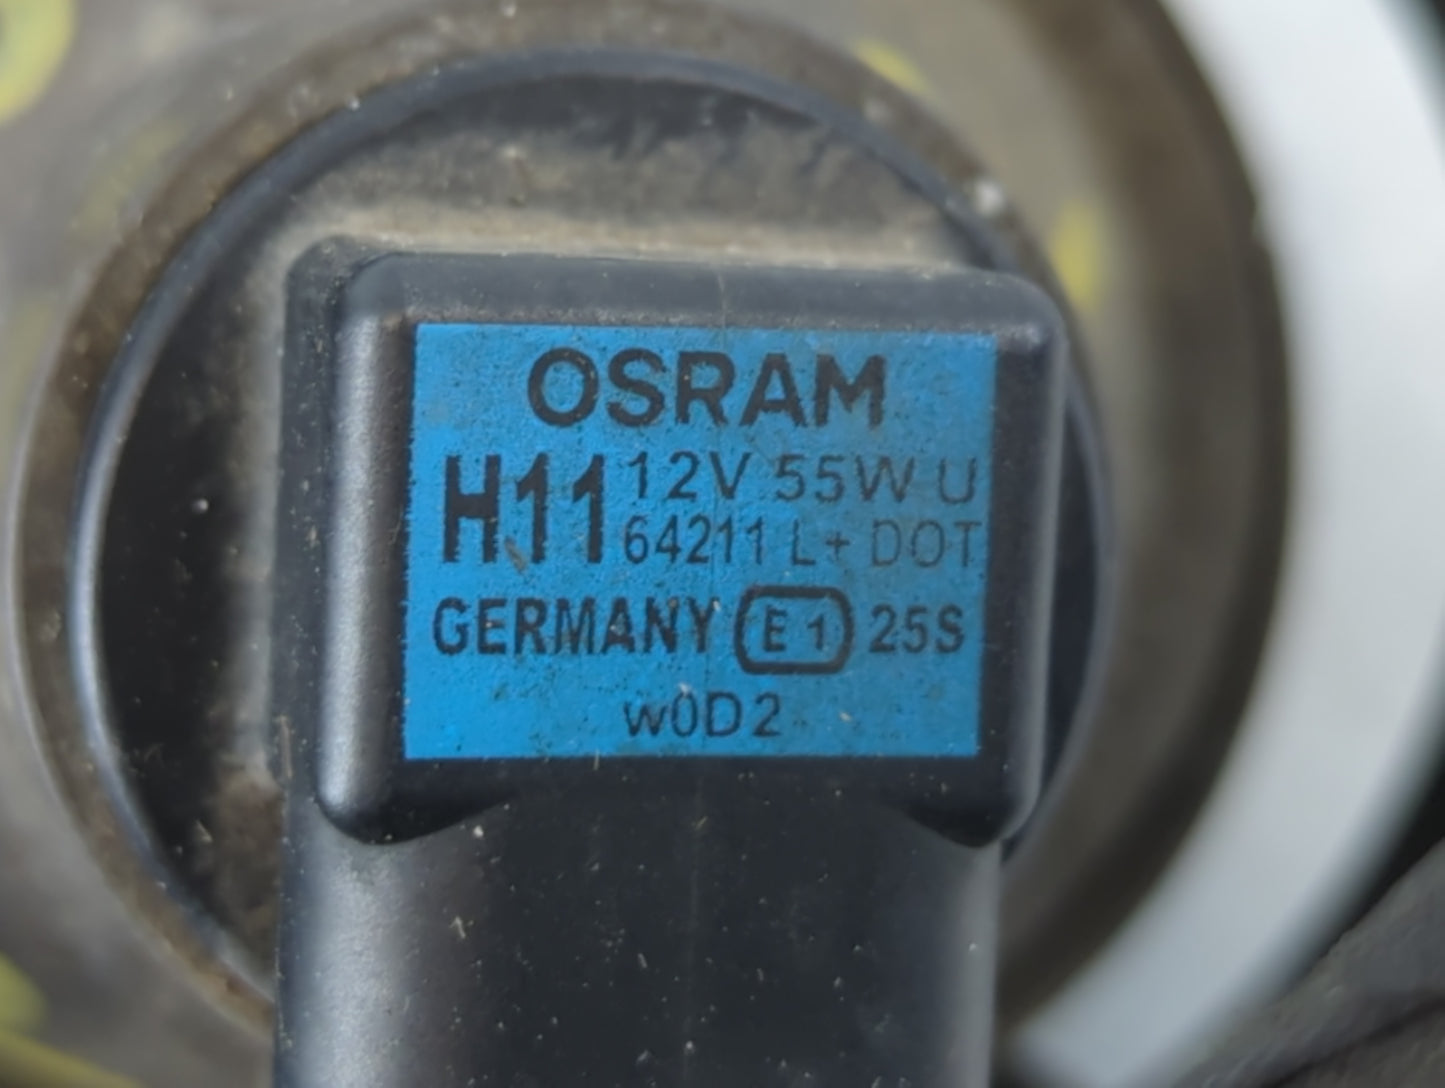 OSRAM
H11 12V 55W U
64211 L+ DOT
GERMANY E1 25S
w0D2